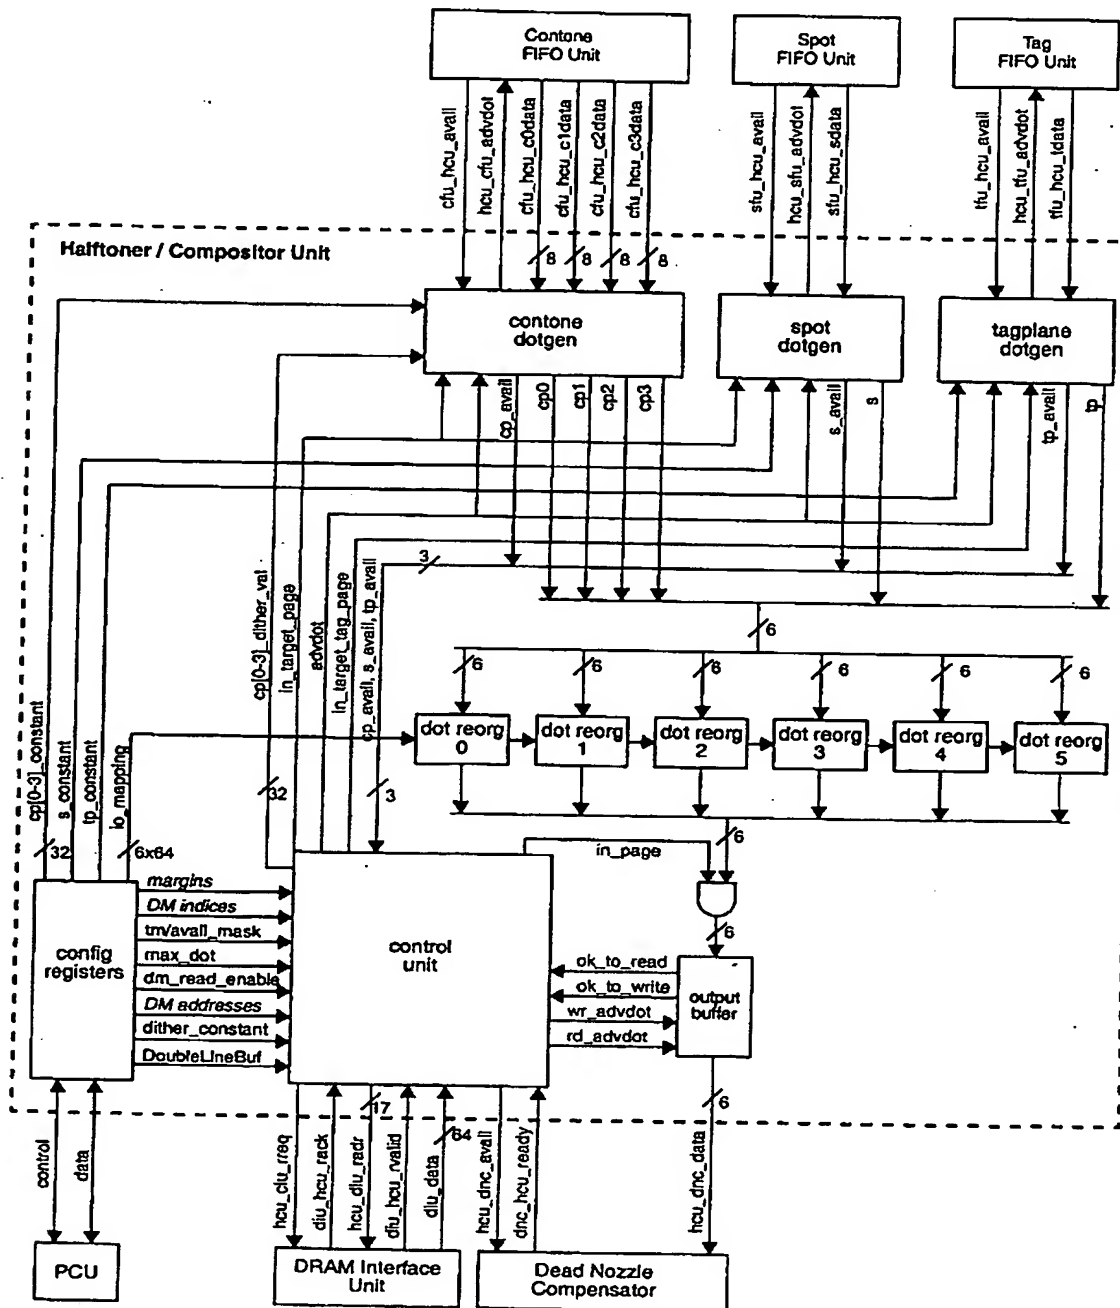 Contone
FIFO Unit
Spot
FIFO Unit
Tag
FIFO Unit
cfu_hcu_avail
hcu_cfu_advdot
cfu_hcu_c0data
cfu_hcu_c1data
cfu_hcu_c2data
cfu_hcu_c3data
sfu_hcu_avail
hcu_sfu_advdot
sfu_hcu_sdata
tfu_hcu_avail
hcu_tfu_advdot
tfu_hcu_tdata
Halftoner / Compositor Unit
8
8
8
8
contone
dotgen
spot
dotgen
tagplane
dotgen
cp_avail
cp0
cp1
cp2
cp3
s_avail
s
tp_avail
tp
3
6
cp[0-3]_constant
s_constant
tp_constant
io_mapping
cp[0-3]_dither_val
in_target_page
advdot
in_target_tag_page
cp_avail, s_avail, tp_avail
6
6
6
6
6
6
dot reorg
0
dot reorg
1
dot reorg
2
dot reorg
3
dot reorg
4
dot reorg
5
32
3
32
6x64
6
in_page
config
registers
margins
DM indices
tm/avail_mask
max_dot
dm_read_enable
DM addresses
dither_constant
DoubleLineBuf
control
unit
6
ok_to_read
ok_to_write
wr_advdot
rd_advdot
output
buffer
17
64
6
control
data
hcu_diu_rreq
diu_hcu_rack
hcu_diu_radr
diu_hcu_rvalid
diu_data
hcu_dnc_avail
dnc_hcu_ready
hcu_dnc_data
PCU
DRAM Interface
Unit
Dead Nozzle
Compensator